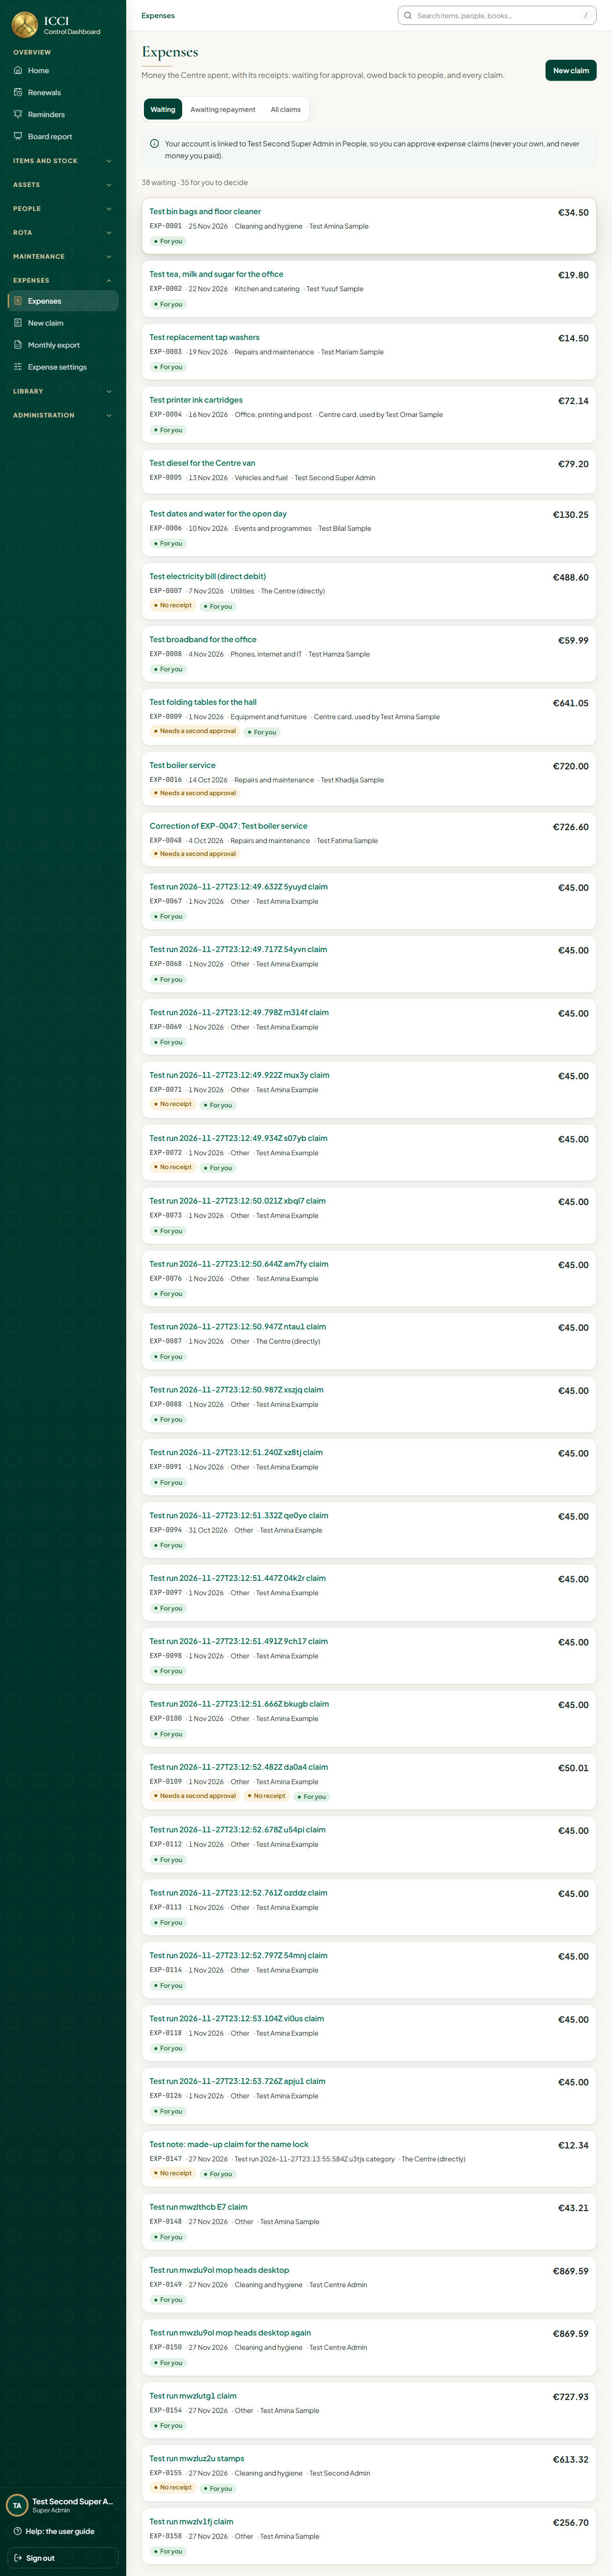 ICCI
Control Dashboard
OVERVIEW
Home
Renewals
Reminders
Board report
ITEMS AND STOCK
ASSETS
PEOPLE
ROTA
MAINTENANCE
EXPENSES
Expenses
New claim
Monthly export
Expense settings
LIBRARY
ADMINISTRATION
TA
Test Second Super A...
Super Admin
Help: the user guide
Sign out
Expenses
Search items, people, books... /
Expenses
Money the Centre spent, with its receipts: waiting for approval, owed back to people, and every claim.
New claim
Waiting Awaiting repayment All claims
Your account is linked to Test Second Super Admin in People, so you can approve expense claims (never your own, and never
money you paid).
38 waiting · 35 for you to decide
Test bin bags and floor cleaner €34.50
EXP-0001 · 25 Nov 2026 · Cleaning and hygiene · Test Amina Sample
For you
Test tea, milk and sugar for the office €19.80
EXP-0002 · 22 Nov 2026 · Kitchen and catering · Test Yusuf Sample
For you
Test replacement tap washers €14.50
EXP-0003 · 19 Nov 2026 · Repairs and maintenance · Test Mariam Sample
For you
Test printer ink cartridges €72.14
EXP-0004 · 16 Nov 2026 · Office, printing and post · Centre card, used by Test Omar Sample
For you
Test diesel for the Centre van €79.20
EXP-0005 · 13 Nov 2026 · Vehicles and fuel · Test Second Super Admin
Test dates and water for the open day €130.25
EXP-0006 · 10 Nov 2026 · Events and programmes · Test Bilal Sample
For you
Test electricity bill (direct debit) €488.60
EXP-0007 · 7 Nov 2026 · Utilities · The Centre (directly)
No receipt For you
Test broadband for the office €59.99
EXP-0008 · 4 Nov 2026 · Phones, internet and IT · Test Hamza Sample
For you
Test folding tables for the hall €641.05
EXP-0009 · 1 Nov 2026 · Equipment and furniture · Centre card, used by Test Amina Sample
Needs a second approval For you
Test boiler service €720.00
EXP-0016 · 14 Oct 2026 · Repairs and maintenance · Test Khadija Sample
Needs a second approval
Correction of EXP-0047: Test boiler service €726.60
EXP-0048 · 4 Oct 2026 · Repairs and maintenance · Test Fatima Sample
Needs a second approval
Test run 2026-11-27T23:12:49.632Z 5yuyd claim €45.00
EXP-0067 · 1 Nov 2026 · Other · Test Amina Example
For you
Test run 2026-11-27T23:12:49.717Z 54yvn claim €45.00
EXP-0068 · 1 Nov 2026 · Other · Test Amina Example
For you
Test run 2026-11-27T23:12:49.798Z m314f claim €45.00
EXP-0069 · 1 Nov 2026 · Other · Test Amina Example
For you
Test run 2026-11-27T23:12:49.922Z mux3y claim €45.00
EXP-0071 · 1 Nov 2026 · Other · Test Amina Example
No receipt For you
Test run 2026-11-27T23:12:49.934Z s07yb claim €45.00
EXP-0072 · 1 Nov 2026 · Other · Test Amina Example
No receipt For you
Test run 2026-11-27T23:12:50.021Z xbql7 claim €45.00
EXP-0073 · 1 Nov 2026 · Other · Test Amina Example
For you
Test run 2026-11-27T23:12:50.644Z am7fy claim €45.00
EXP-0076 · 1 Nov 2026 · Other · Test Amina Example
For you
Test run 2026-11-27T23:12:50.947Z ntau1 claim €45.00
EXP-0087 · 1 Nov 2026 · Other · The Centre (directly)
For you
Test run 2026-11-27T23:12:50.987Z xszjq claim €45.00
EXP-0088 · 1 Nov 2026 · Other · Test Amina Example
For you
Test run 2026-11-27T23:12:51.240Z xz8tj claim €45.00
EXP-0091 · 1 Nov 2026 · Other · Test Amina Example
For you
Test run 2026-11-27T23:12:51.332Z qe0ye claim €45.00
EXP-0094 · 31 Oct 2026 · Other · Test Amina Example
For you
Test run 2026-11-27T23:12:51.447Z 04k2r claim €45.00
EXP-0097 · 1 Nov 2026 · Other · Test Amina Example
For you
Test run 2026-11-27T23:12:51.491Z 9ch17 claim €45.00
EXP-0098 · 1 Nov 2026 · Other · Test Amina Example
For you
Test run 2026-11-27T23:12:51.666Z bkugb claim €45.00
EXP-0100 · 1 Nov 2026 · Other · Test Amina Example
For you
Test run 2026-11-27T23:12:52.482Z da0a4 claim €50.01
EXP-0109 · 1 Nov 2026 · Other · Test Amina Example
Needs a second approval No receipt For you
Test run 2026-11-27T23:12:52.678Z u54pi claim €45.00
EXP-0112 · 1 Nov 2026 · Other · Test Amina Example
For you
Test run 2026-11-27T23:12:52.761Z ozddz claim €45.00
EXP-0113 · 1 Nov 2026 · Other · Test Amina Example
For you
Test run 2026-11-27T23:12:52.797Z 54mnj claim €45.00
EXP-0114 · 1 Nov 2026 · Other · Test Amina Example
For you
Test run 2026-11-27T23:12:53.104Z vi0us claim €45.00
EXP-0118 · 1 Nov 2026 · Other · Test Amina Example
For you
Test run 2026-11-27T23:12:53.726Z apju1 claim €45.00
EXP-0126 · 1 Nov 2026 · Other · Test Amina Example
For you
Test note: made-up claim for the name lock €12.34
EXP-0147 · 27 Nov 2026 · Test run 2026-11-27T23:13:55.584Z u3tjs category · The Centre (directly)
No receipt For you
Test run mwzlthcb E7 claim €43.21
EXP-0148 · 27 Nov 2026 · Other · Test Amina Sample
For you
Test run mwzlu9ol mop heads desktop €869.59
EXP-0149 · 27 Nov 2026 · Cleaning and hygiene · Test Centre Admin
For you
Test run mwzlu9ol mop heads desktop again €869.59
EXP-0150 · 27 Nov 2026 · Cleaning and hygiene · Test Centre Admin
For you
Test run mwzlutg1 claim €727.93
EXP-0154 · 27 Nov 2026 · Other · Test Amina Sample
For you
Test run mwzluz2u stamps €613.32
EXP-0155 · 27 Nov 2026 · Cleaning and hygiene · Test Second Admin
No receipt For you
Test run mwzlv1fj claim €256.70
EXP-0158 · 27 Nov 2026 · Other · Test Amina Sample
For you